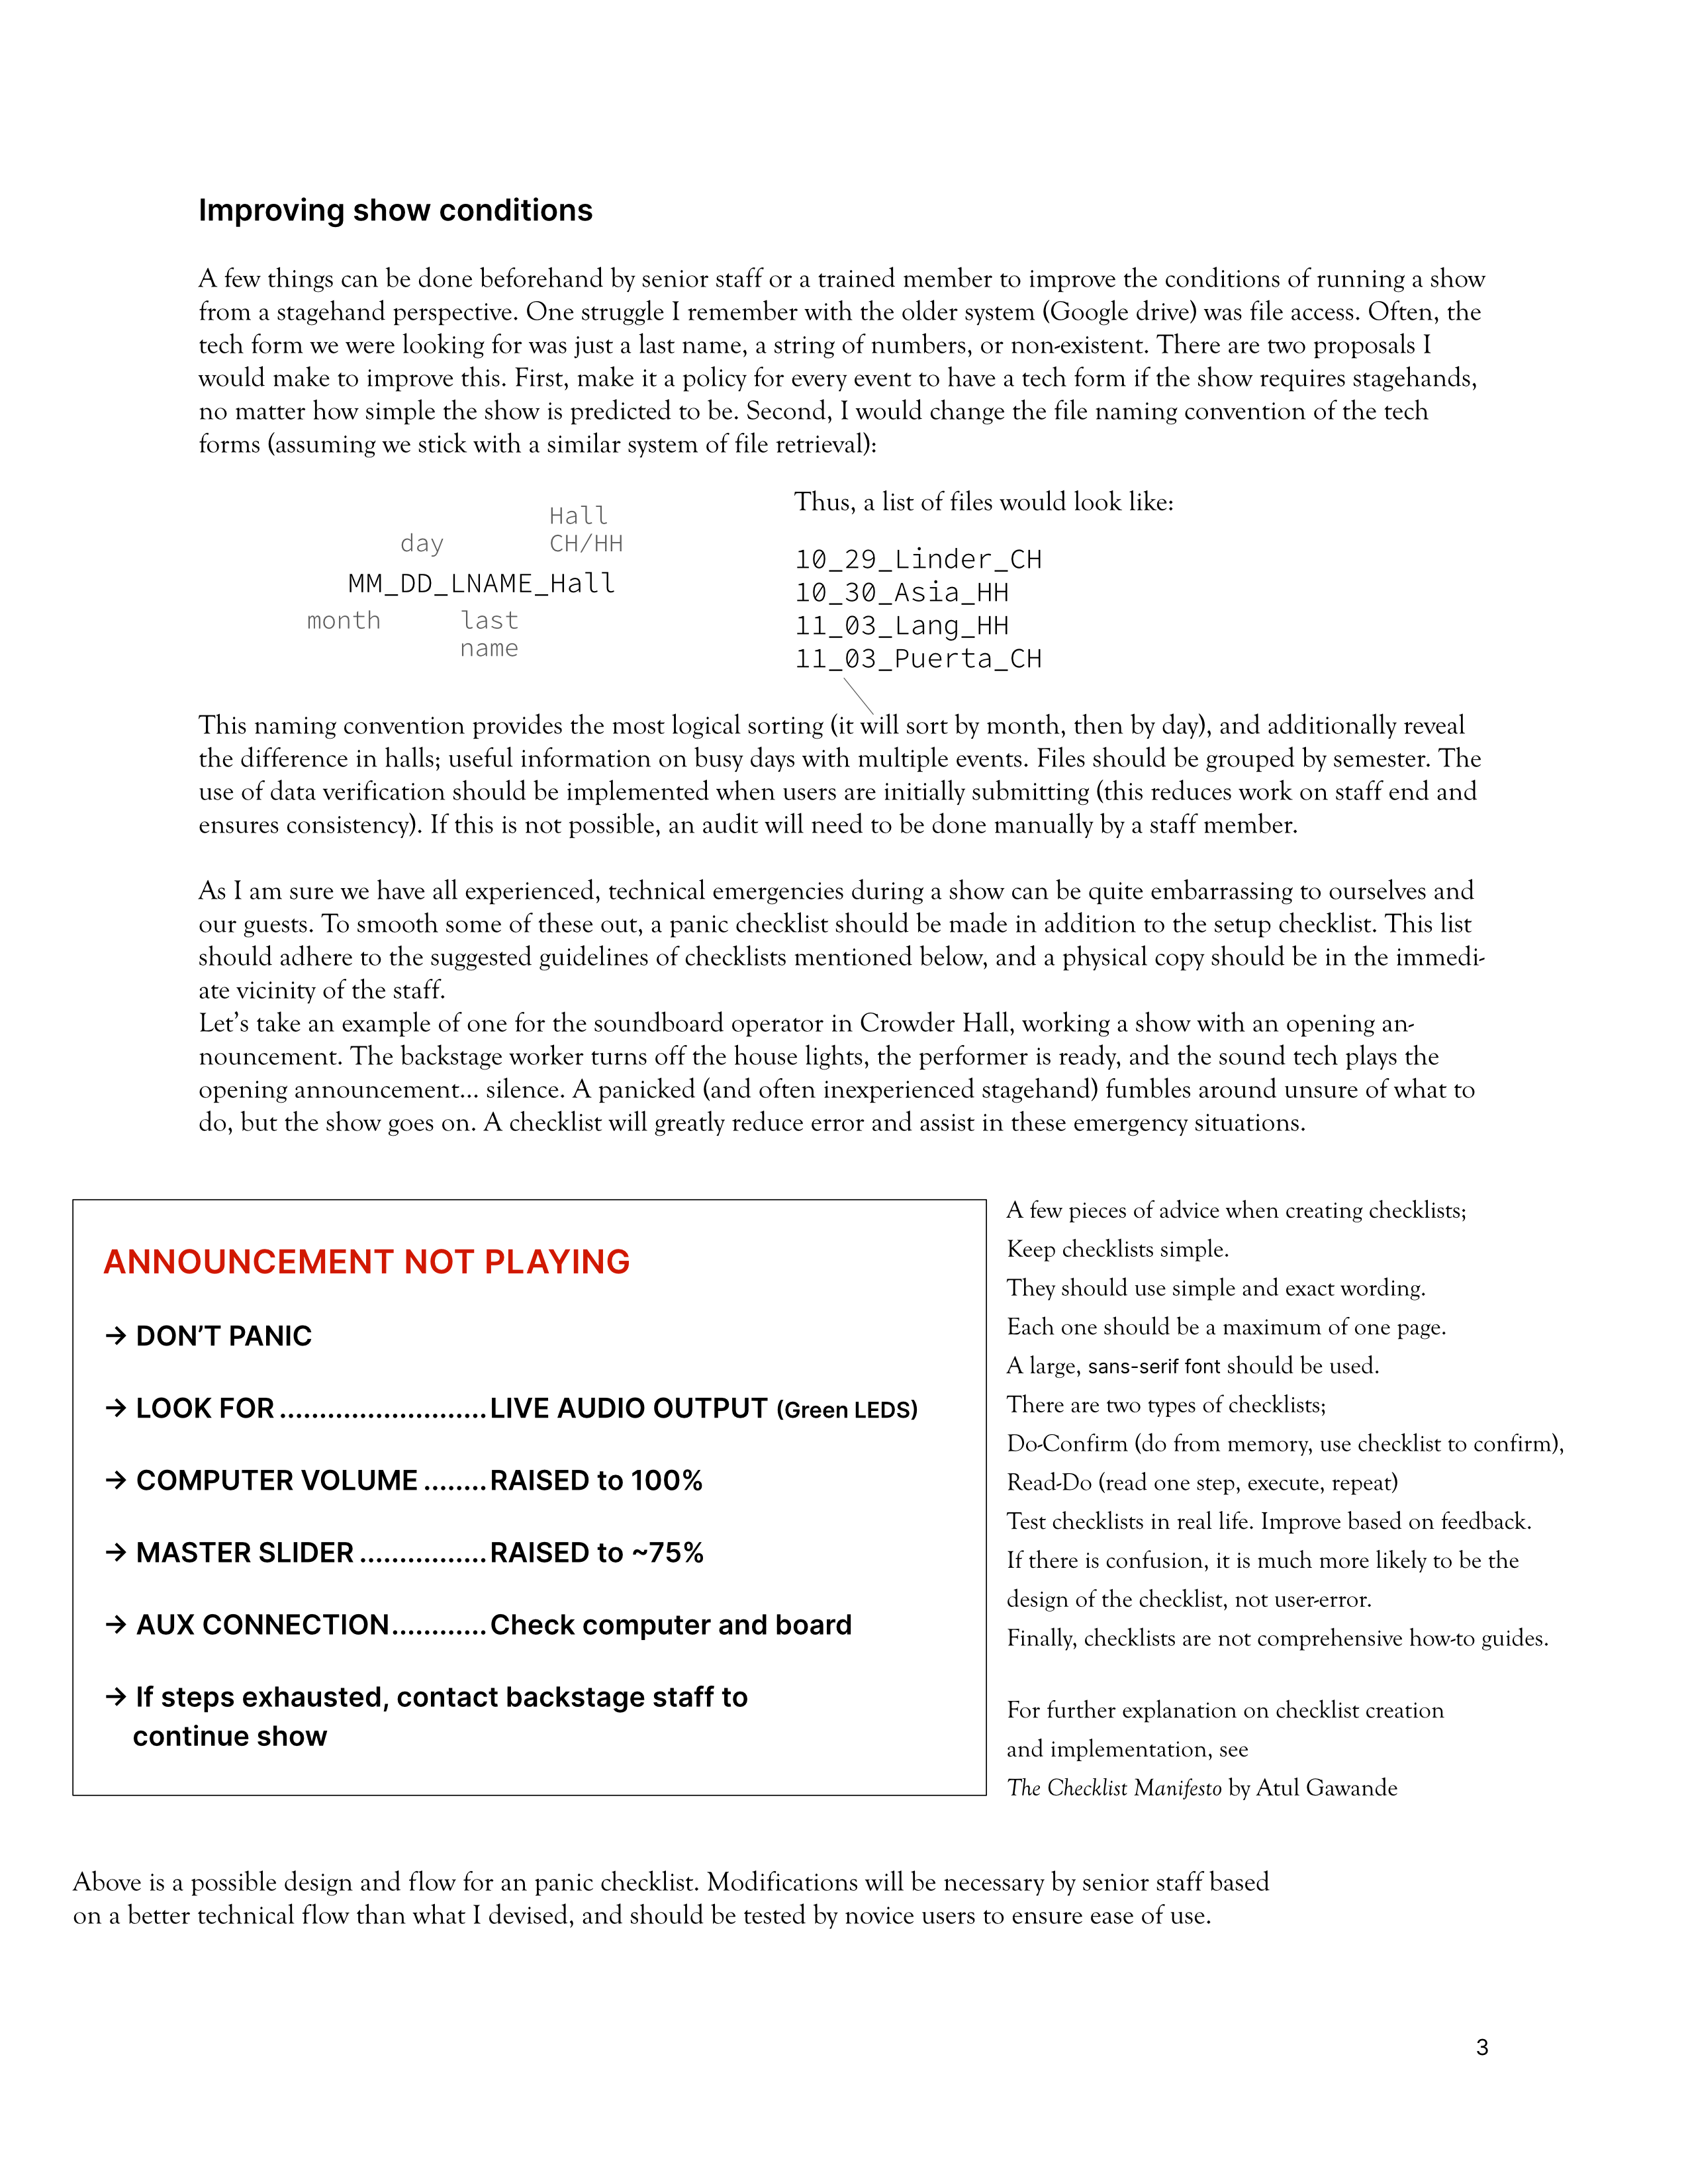 Improving show conditions
A few things can be done beforehand by senior staff or a trained member to improve the conditions of running a show
from a stagehand perspective. One struggle I remember with the older system (Google drive) was file access. Often, the
tech form we were looking for was just a last name, a string of numbers, or non-existent. There are two proposals I
would make to improve this. First, make it a policy for every event to have a tech form if the show requires stagehands,
no matter how simple the show is predicted to be. Second, I would change the file naming convention of the tech
forms (assuming we stick with a similar system of file retrieval):
Hall
day CH/HH
MM_DD_LNAME_Hall
month last
name
Thus, a list of files would look like:
10_29_Linder_CH
10_30_Asia_HH
11_03_Lang_HH
11_03_Puerta_CH
This naming convention provides the most logical sorting (it will sort by month, then by day), and additionally reveal
the difference in halls; useful information on busy days with multiple events. Files should be grouped by semester. The
use of data verification should be implemented when users are initially submitting (this reduces work on staff end and
ensures consistency). If this is not possible, an audit will need to be done manually by a staff member.
As I am sure we have all experienced, technical emergencies during a show can be quite embarrassing to ourselves and
our guests. To smooth some of these out, a panic checklist should be made in addition to the setup checklist. This list
should adhere to the suggested guidelines of checklists mentioned below, and a physical copy should be in the immedi-
ate vicinity of the staff.
Let’s take an example of one for the soundboard operator in Crowder Hall, working a show with an opening an-
nouncement. The backstage worker turns off the house lights, the performer is ready, and the sound tech plays the
opening announcement... silence. A panicked (and often inexperienced stagehand) fumbles around unsure of what to
do, but the show goes on. A checklist will greatly reduce error and assist in these emergency situations.
ANNOUNCEMENT NOT PLAYING
→ DON’T PANIC
→ LOOK FOR..........................LIVE AUDIO OUTPUT (Green LEDS)
→ COMPUTER VOLUME........RAISED to 100%
→ MASTER SLIDER................RAISED to ~75%
→ AUX CONNECTION............Check computer and board
→ If steps exhausted, contact backstage staff to
continue show
A few pieces of advice when creating checklists;
Keep checklists simple.
They should use simple and exact wording.
Each one should be a maximum of one page.
A large, sans-serif font should be used.
There are two types of checklists;
Do-Confirm (do from memory, use checklist to confirm),
Read-Do (read one step, execute, repeat)
Test checklists in real life. Improve based on feedback.
If there is confusion, it is much more likely to be the
design of the checklist, not user-error.
Finally, checklists are not comprehensive how-to guides.
For further explanation on checklist creation
and implementation, see
The Checklist Manifesto by Atul Gawande
Above is a possible design and flow for an panic checklist. Modifications will be necessary by senior staff based
on a better technical flow than what I devised, and should be tested by novice users to ensure ease of use.
3